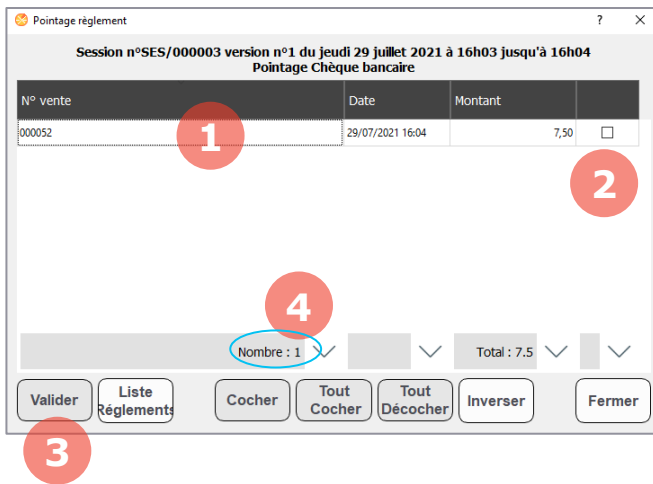 Pointage règlement ? ×
Session n°SES/000003 version n°1 du jeudi 29 juillet 2021 à 16h03 jusqu'à 16h04
Pointage Chèque bancaire
N° vente Date Montant
000052 29/07/2021 16:04 7,50
1
2
4
Nombre : 1 Total : 7.5
Valider Liste Réglements Cocher Tout Cocher Tout Décocher Inverser Fermer
3